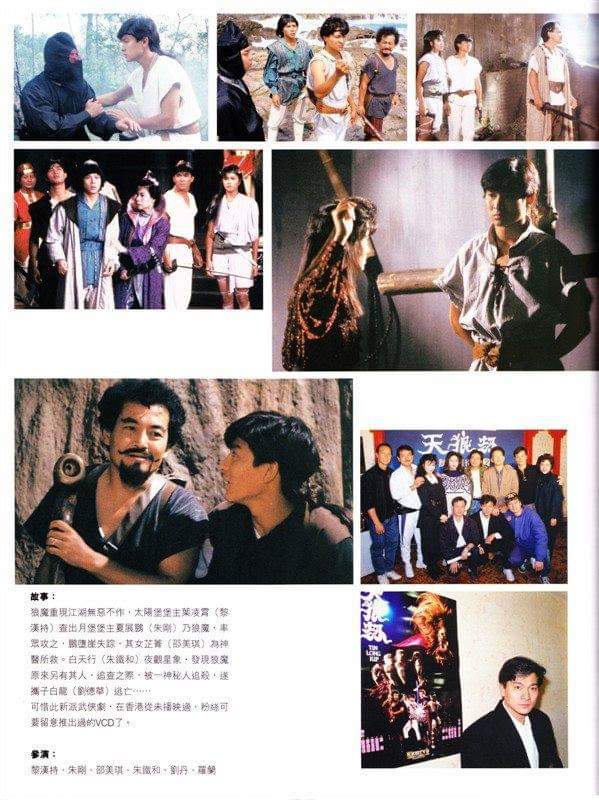 天狼劫
天狼劫
TIN LONG KIP
故事:
狼魔重現江湖無惡不作,太陽堡堡主葉凌霄(黎
漢持)查出月堡堡主夏展鵬(朱剛)乃狼魔,率
眾攻之,鵬墮崖失踪,其女芷菁(邵美琪)為神
醫所救。白天行(朱鐵和)夜觀星象,發現狼魔
原來另有其人,追查之際,被一神秘人追殺,遂
攜子白龍(劉德華)逃亡⋯⋯
可惜此新派武俠劇,在香港從未播映過,粉絲可
要留意推出過的VCD了。
參演:
黎漢持、朱剛、邵美琪、朱鐵和、劉丹、羅蘭